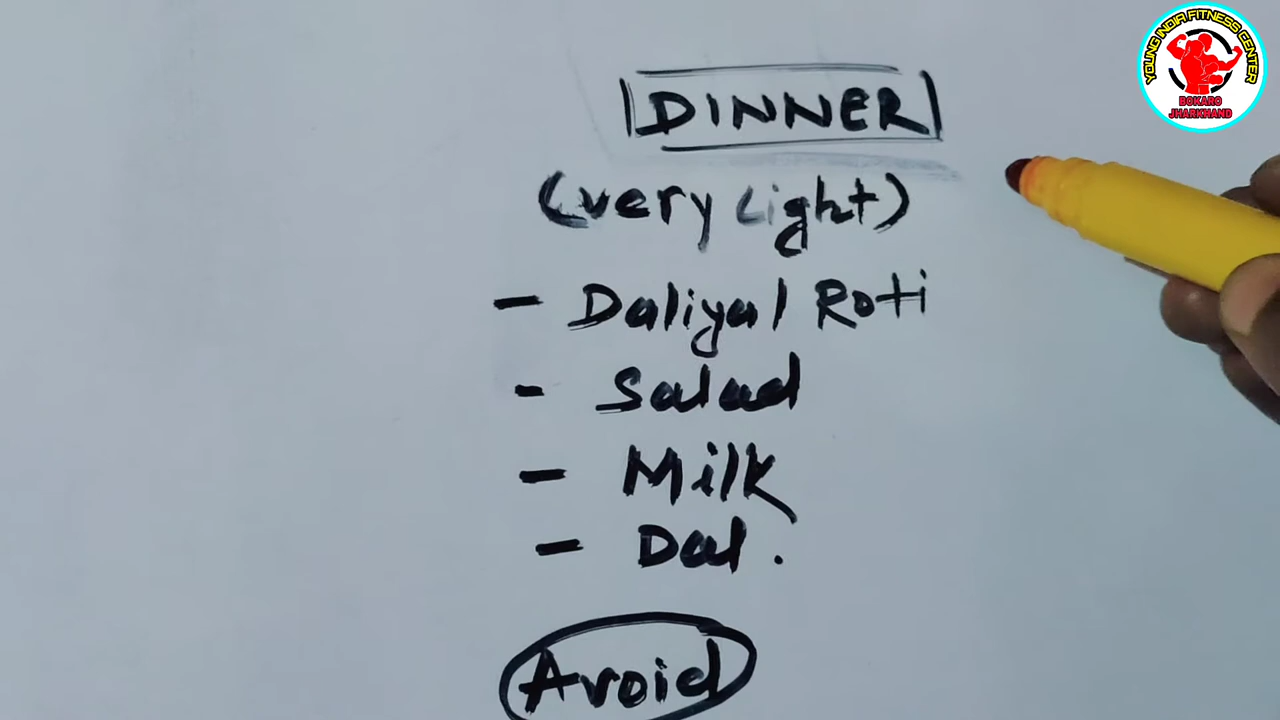 DINNER
(very Light)
- Daliya/ Roti
- Salad
- Milk
- Dal.
Avoid
YOUNG INDIA FITNESS CENTER
BOKARO
JHARKHAND